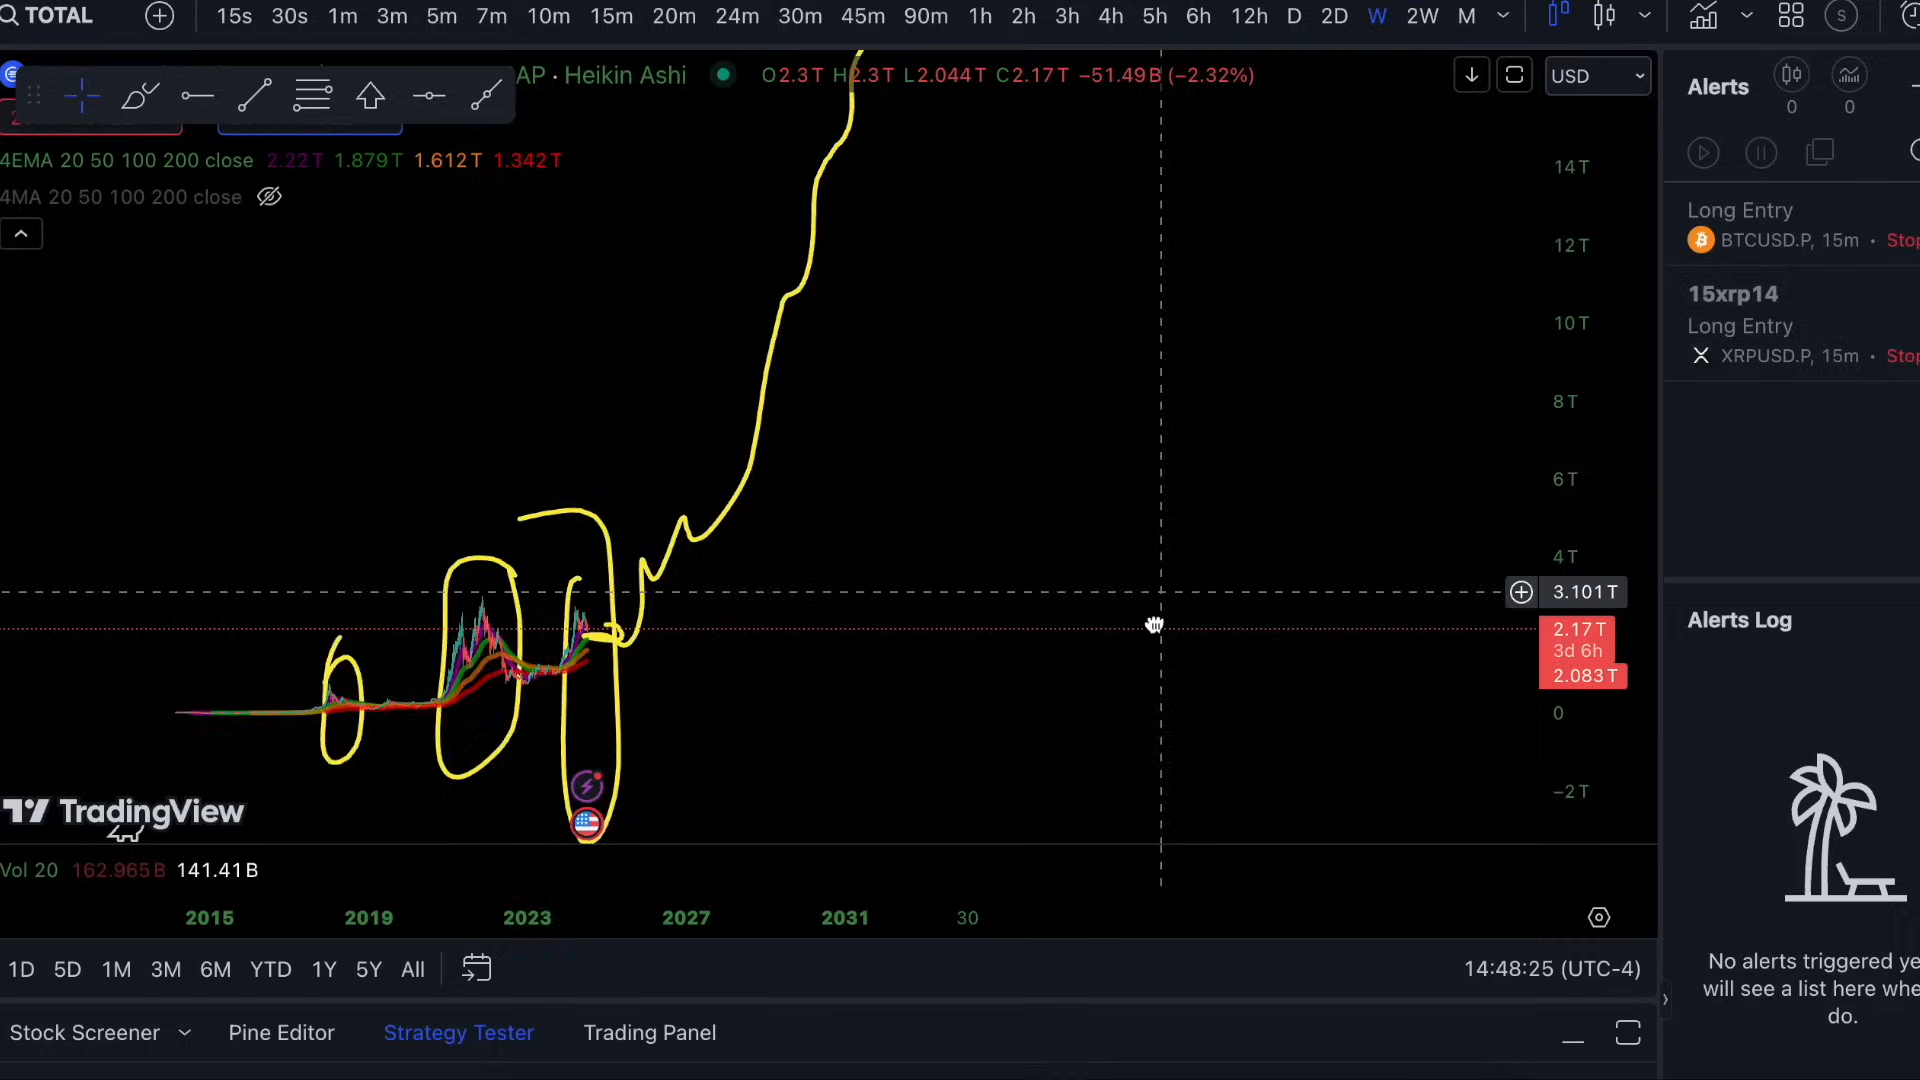 TOTAL 15s 30s 1m 3m 5m 7m 10m 15m 20m 24m 30m 45m 90m 1h 2h 3h 4h 5h 6h 12h D 2D W 2W M S
AP · Heikin Ashi O2.3T H2.3T L2.044T C2.17T −51.49B (−2.32%) USD
4EMA 20 50 100 200 close 2.22T 1.879T 1.612T 1.342T
4MA 20 50 100 200 close
14T
12T
10T
8T
6T
4T
3.101T
2.17T
3d 6h
2.083T
0
−2T
TradingView
Vol 20 162.965B 141.41B
2015 2019 2023 2027 2031 30
1D 5D 1M 3M 6M YTD 1Y 5Y All 14:48:25 (UTC-4)
Stock Screener Pine Editor Strategy Tester Trading Panel
Alerts 0 0
Long Entry
BTCUSD.P, 15m · Stop
15xrp14
Long Entry
XRPUSD.P, 15m · Stop
Alerts Log
No alerts triggered ye
will see a list here whe
do.